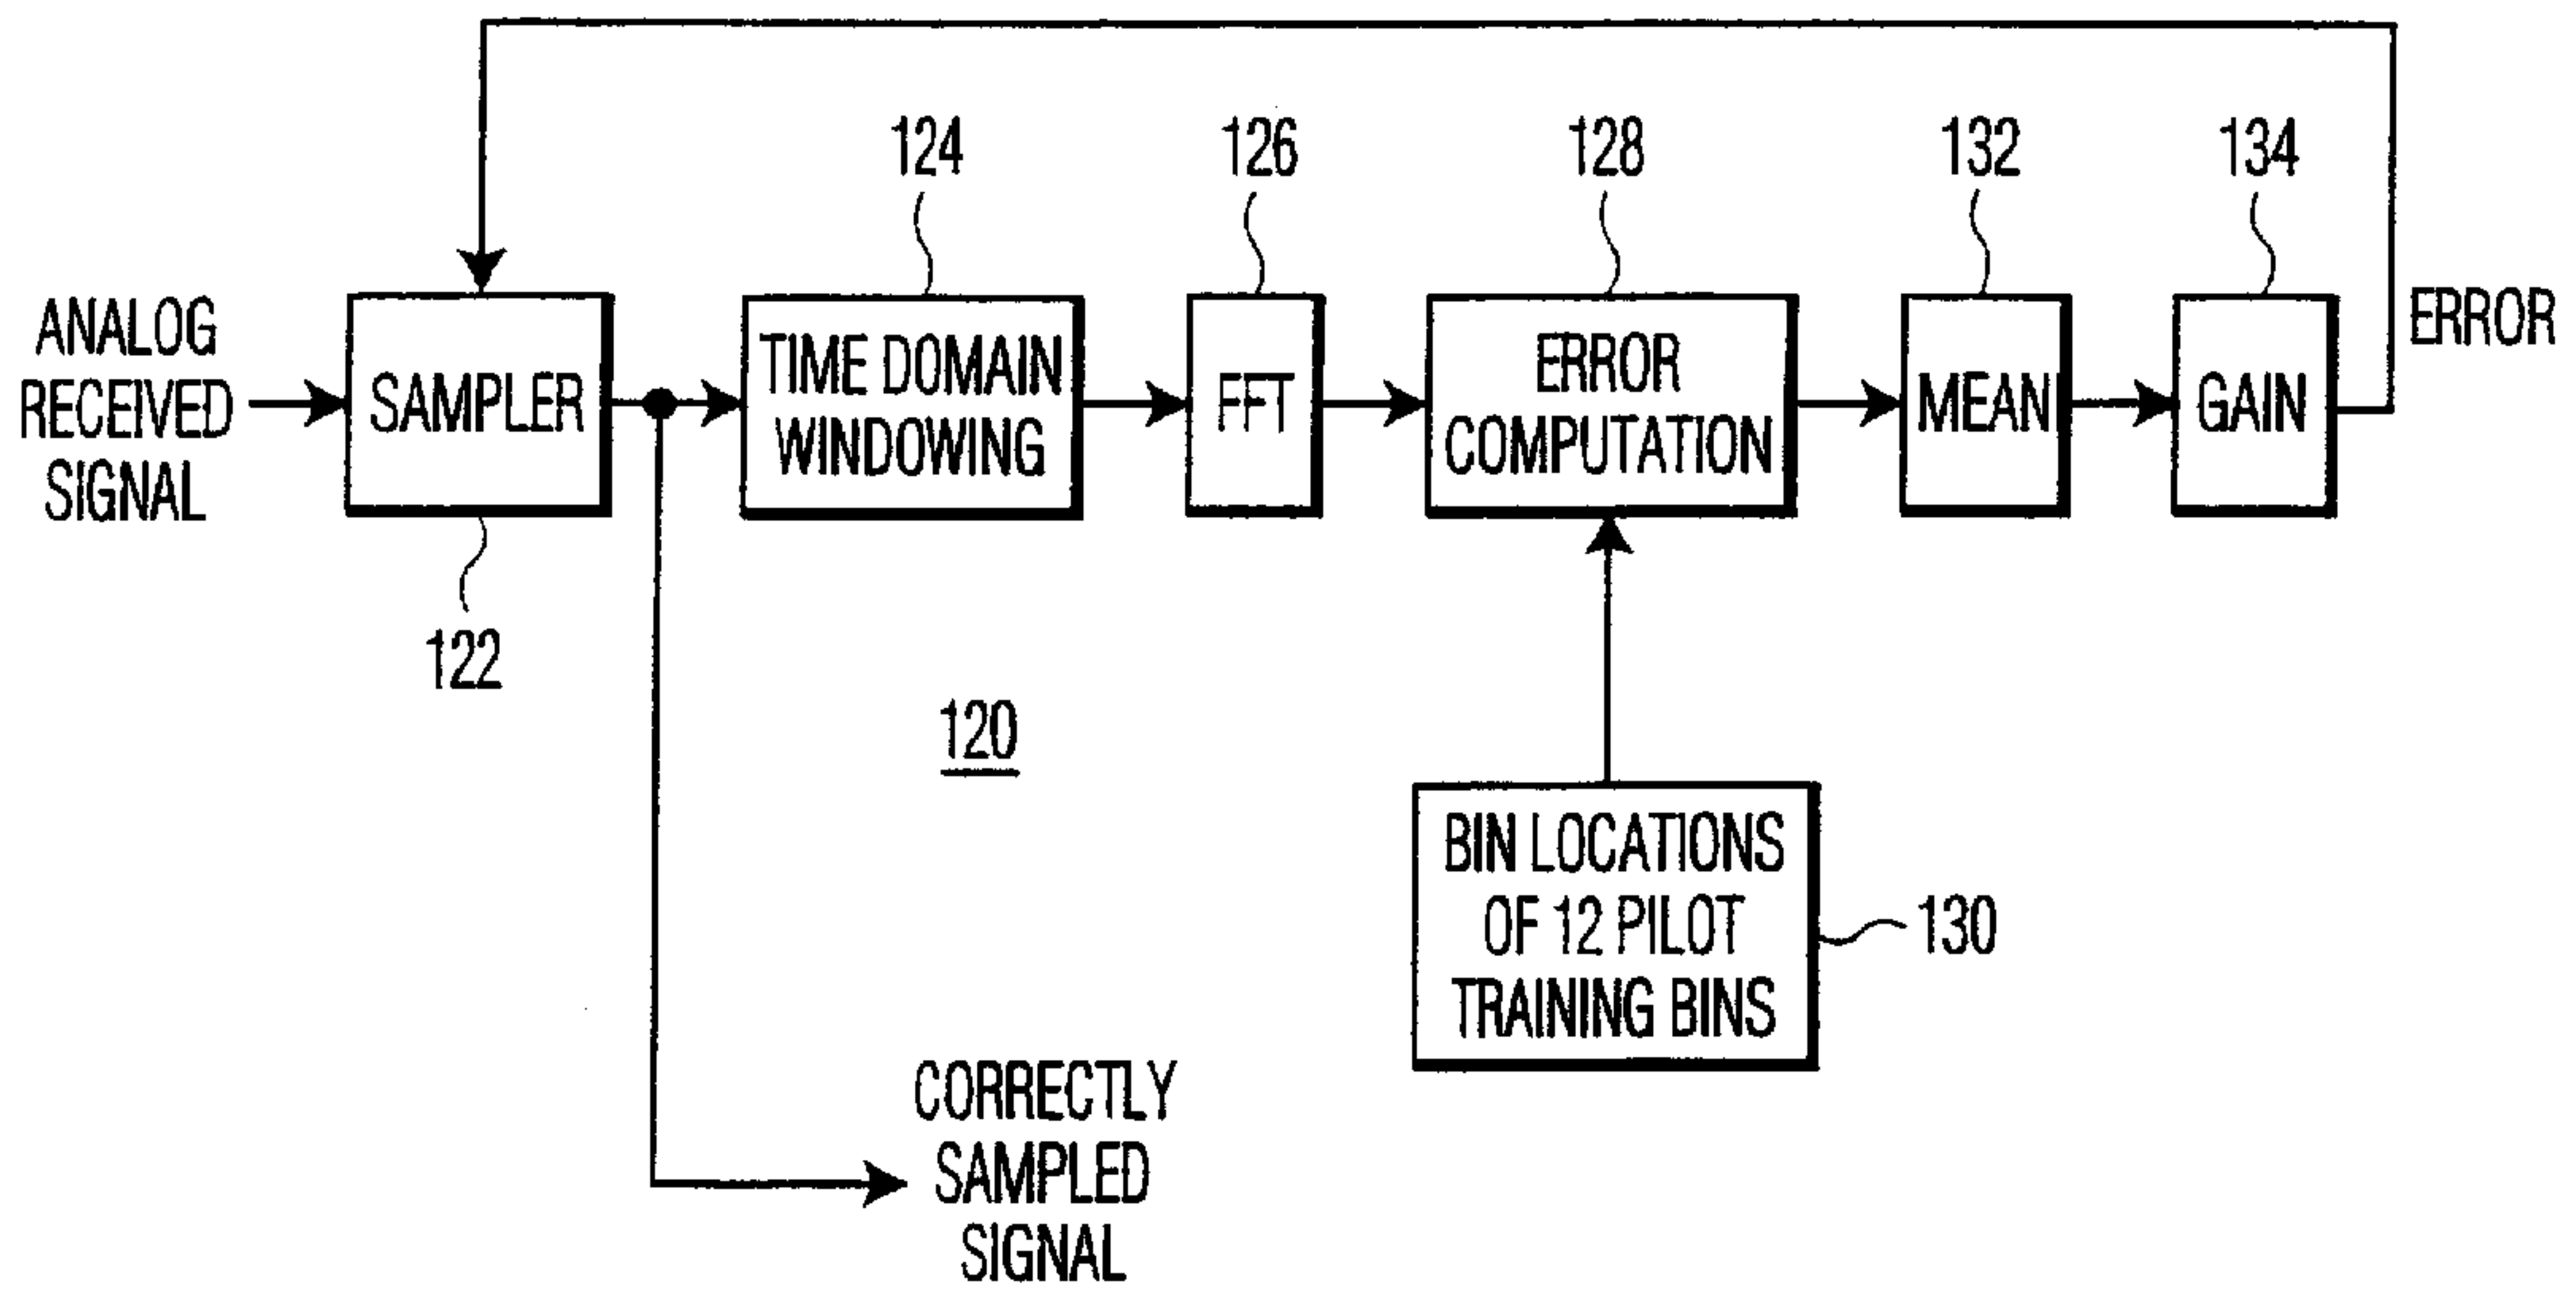 124
126
128
132
134
ANALOG
RECEIVED
SIGNAL
SAMPLER
TIME DOMAIN
WINDOWING
FFT
ERROR
COMPUTATION
MEAN
GAIN
ERROR
122
120
BIN LOCATIONS
OF 12 PILOT
TRAINING BINS
130
CORRECTLY
SAMPLED
SIGNAL